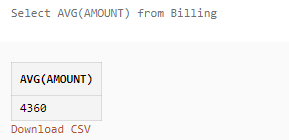 Select AVG(AMOUNT) from Billing
AVG(AMOUNT)
4360
Download CSV